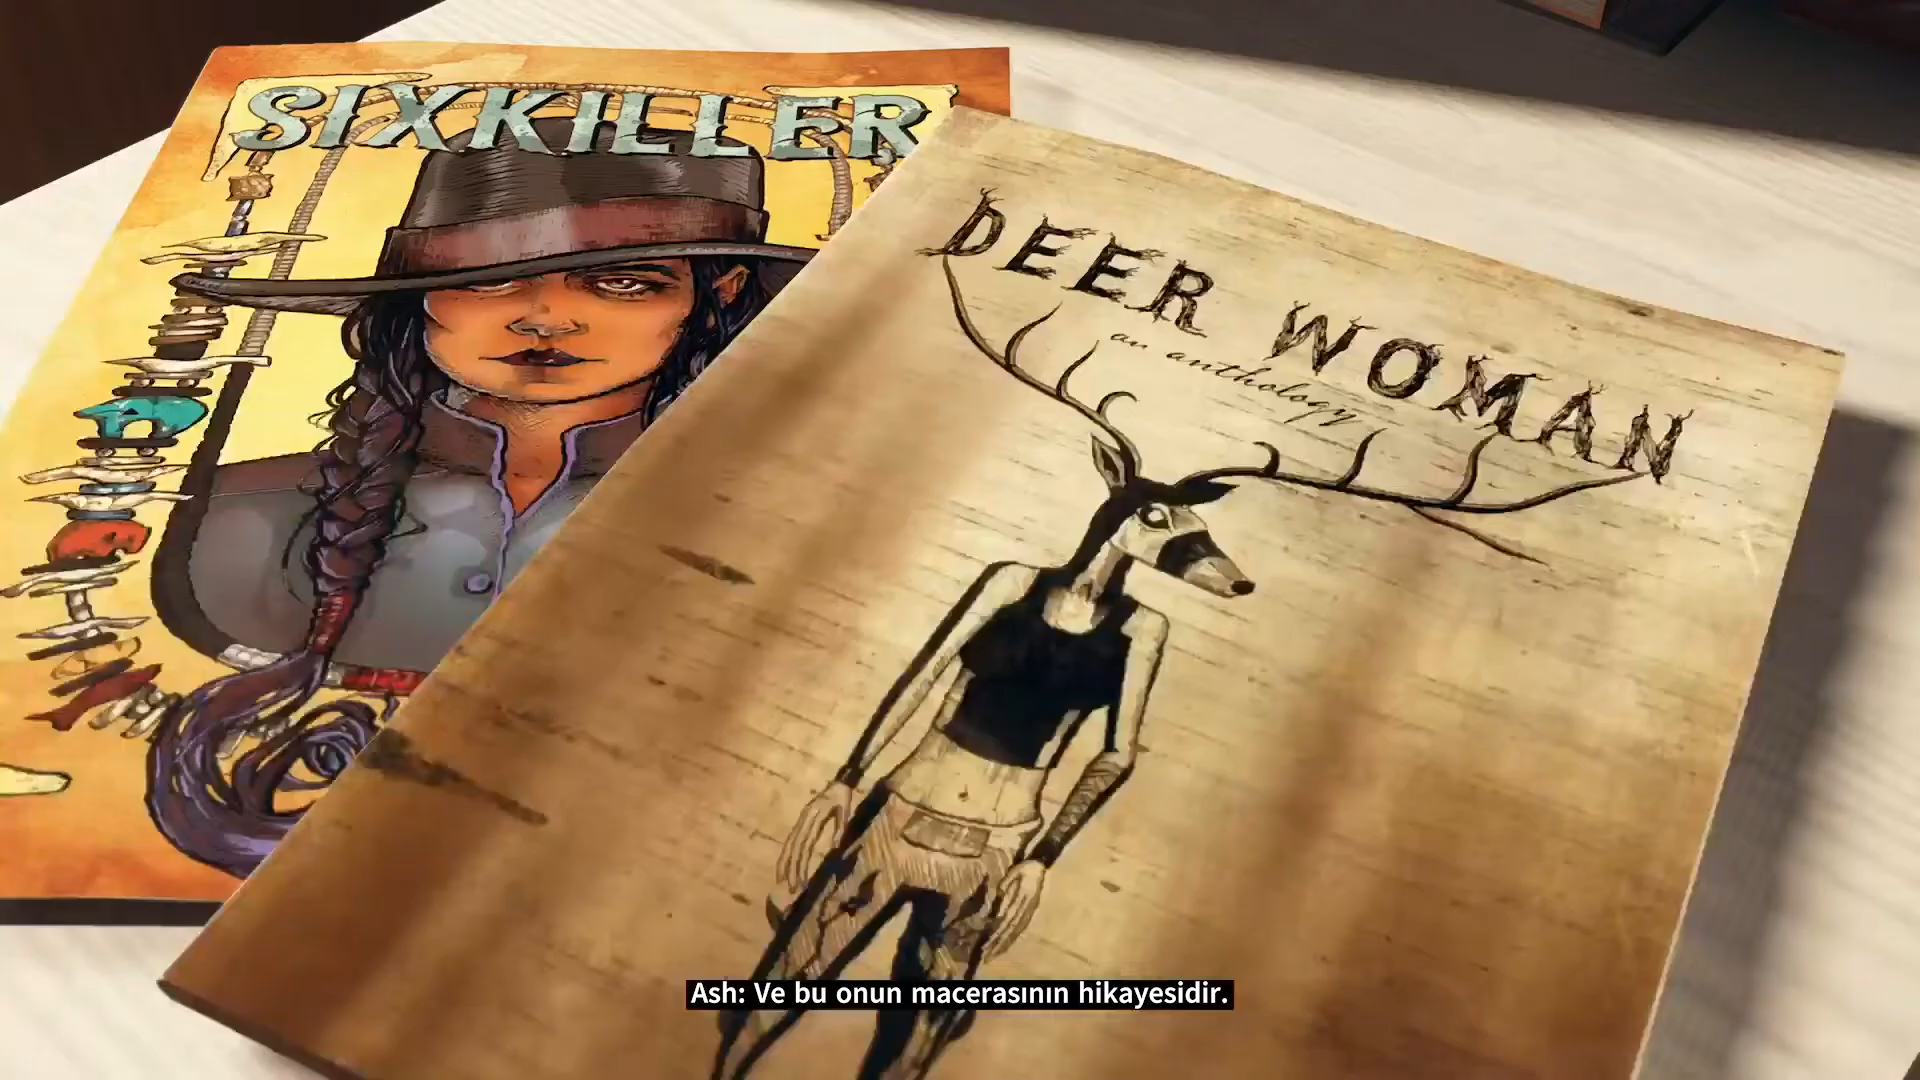 SIXKILLER
DEER WOMAN
an anthology
Ash: Ve bu onun macerasının hikayesidir.